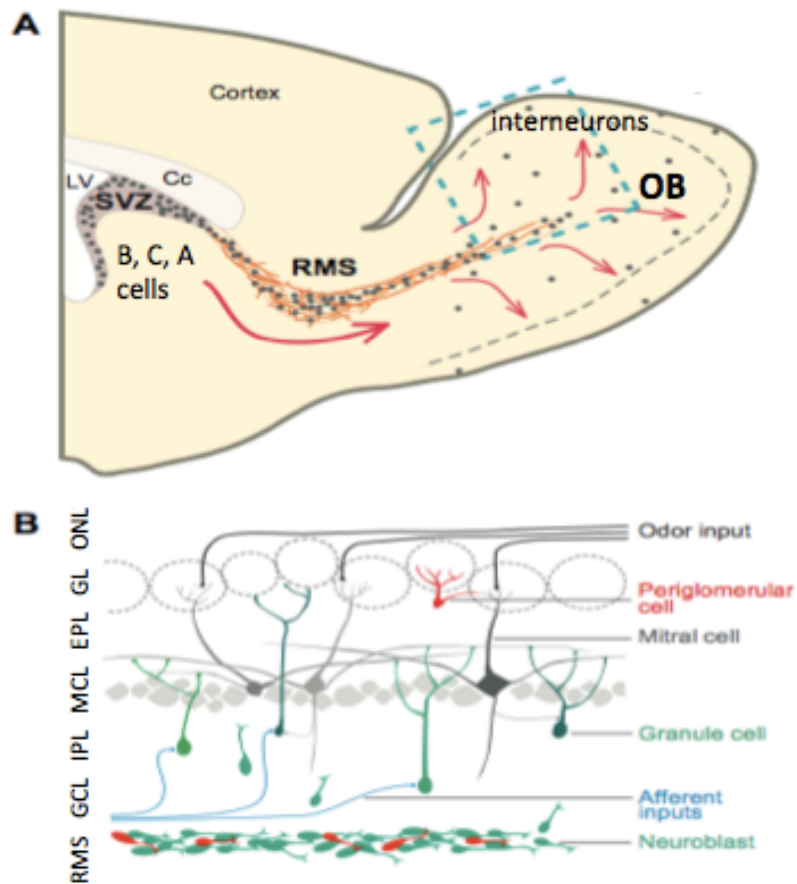 A
Cortex
interneurons
LV
Cc
SVZ
OB
RMS
B, C, A
cells
B
ONL
GL
EPL
MCL
IPL
GCL
RMS
Odor input
Periglomerular
cell
Mitral cell
Granule cell
Afferent
inputs
Neuroblast